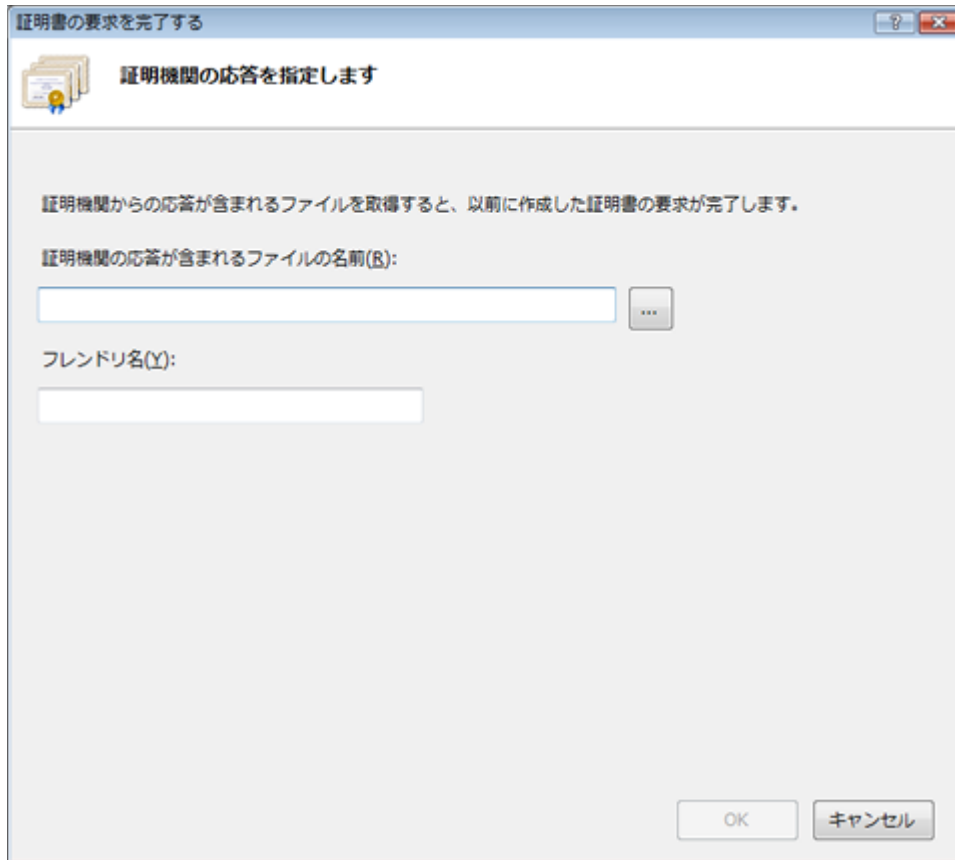 証明書の要求を完了する
証明機関の応答を指定します
証明機関からの応答が含まれるファイルを取得すると、以前に作成した証明書の要求が完了します。
証明機関の応答が含まれるファイルの名前(R):
...
フレンドリ名(Y):
OK
キャンセル